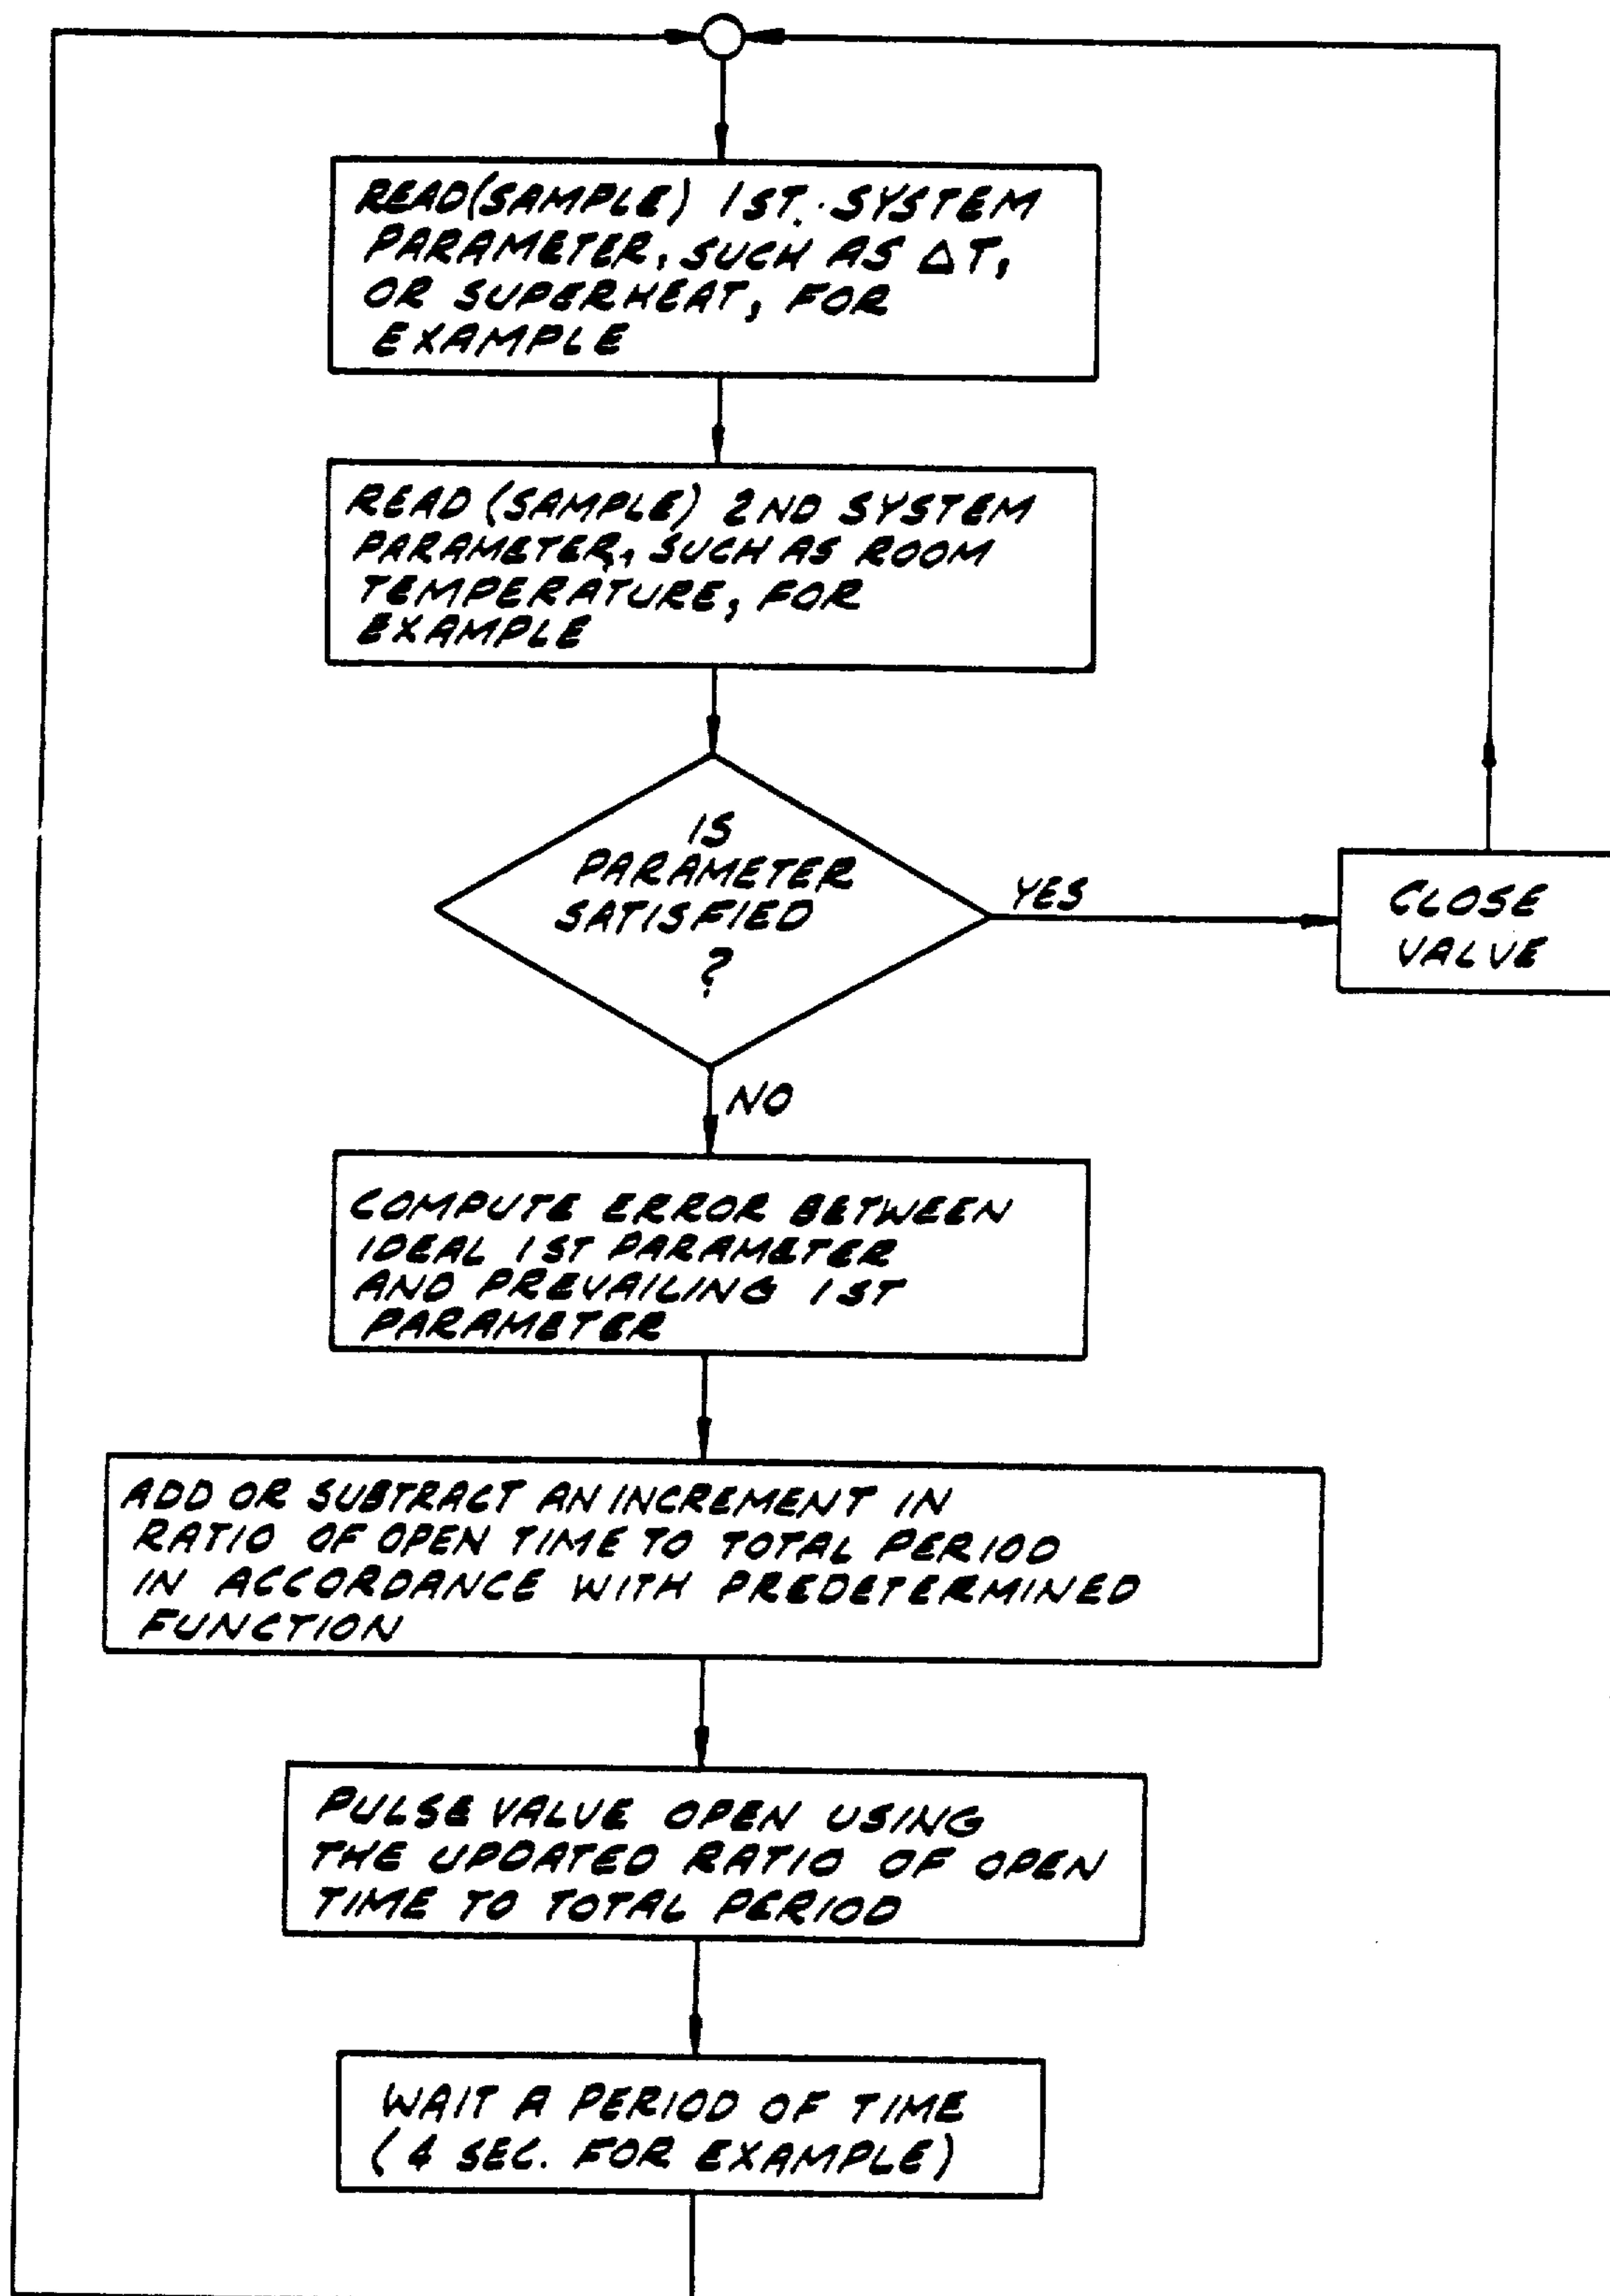 READ(SAMPLE) 1ST. SYSTEM
PARAMETER, SUCH AS ΔT,
OR SUPERHEAT, FOR
EXAMPLE
READ (SAMPLE) 2ND SYSTEM
PARAMETER, SUCH AS ROOM
TEMPERATURE, FOR
EXAMPLE
IS
PARAMETER
SATISFIED
?
YES
CLOSE
VALVE
NO
COMPUTE ERROR BETWEEN
IDEAL 1ST PARAMETER
AND PREVAILING 1ST
PARAMETER
ADD OR SUBTRACT AN INCREMENT IN
RATIO OF OPEN TIME TO TOTAL PERIOD
IN ACCORDANCE WITH PREDETERMINED
FUNCTION
PULSE VALVE OPEN USING
THE UPDATED RATIO OF OPEN
TIME TO TOTAL PERIOD
WAIT A PERIOD OF TIME
(4 SEC. FOR EXAMPLE)